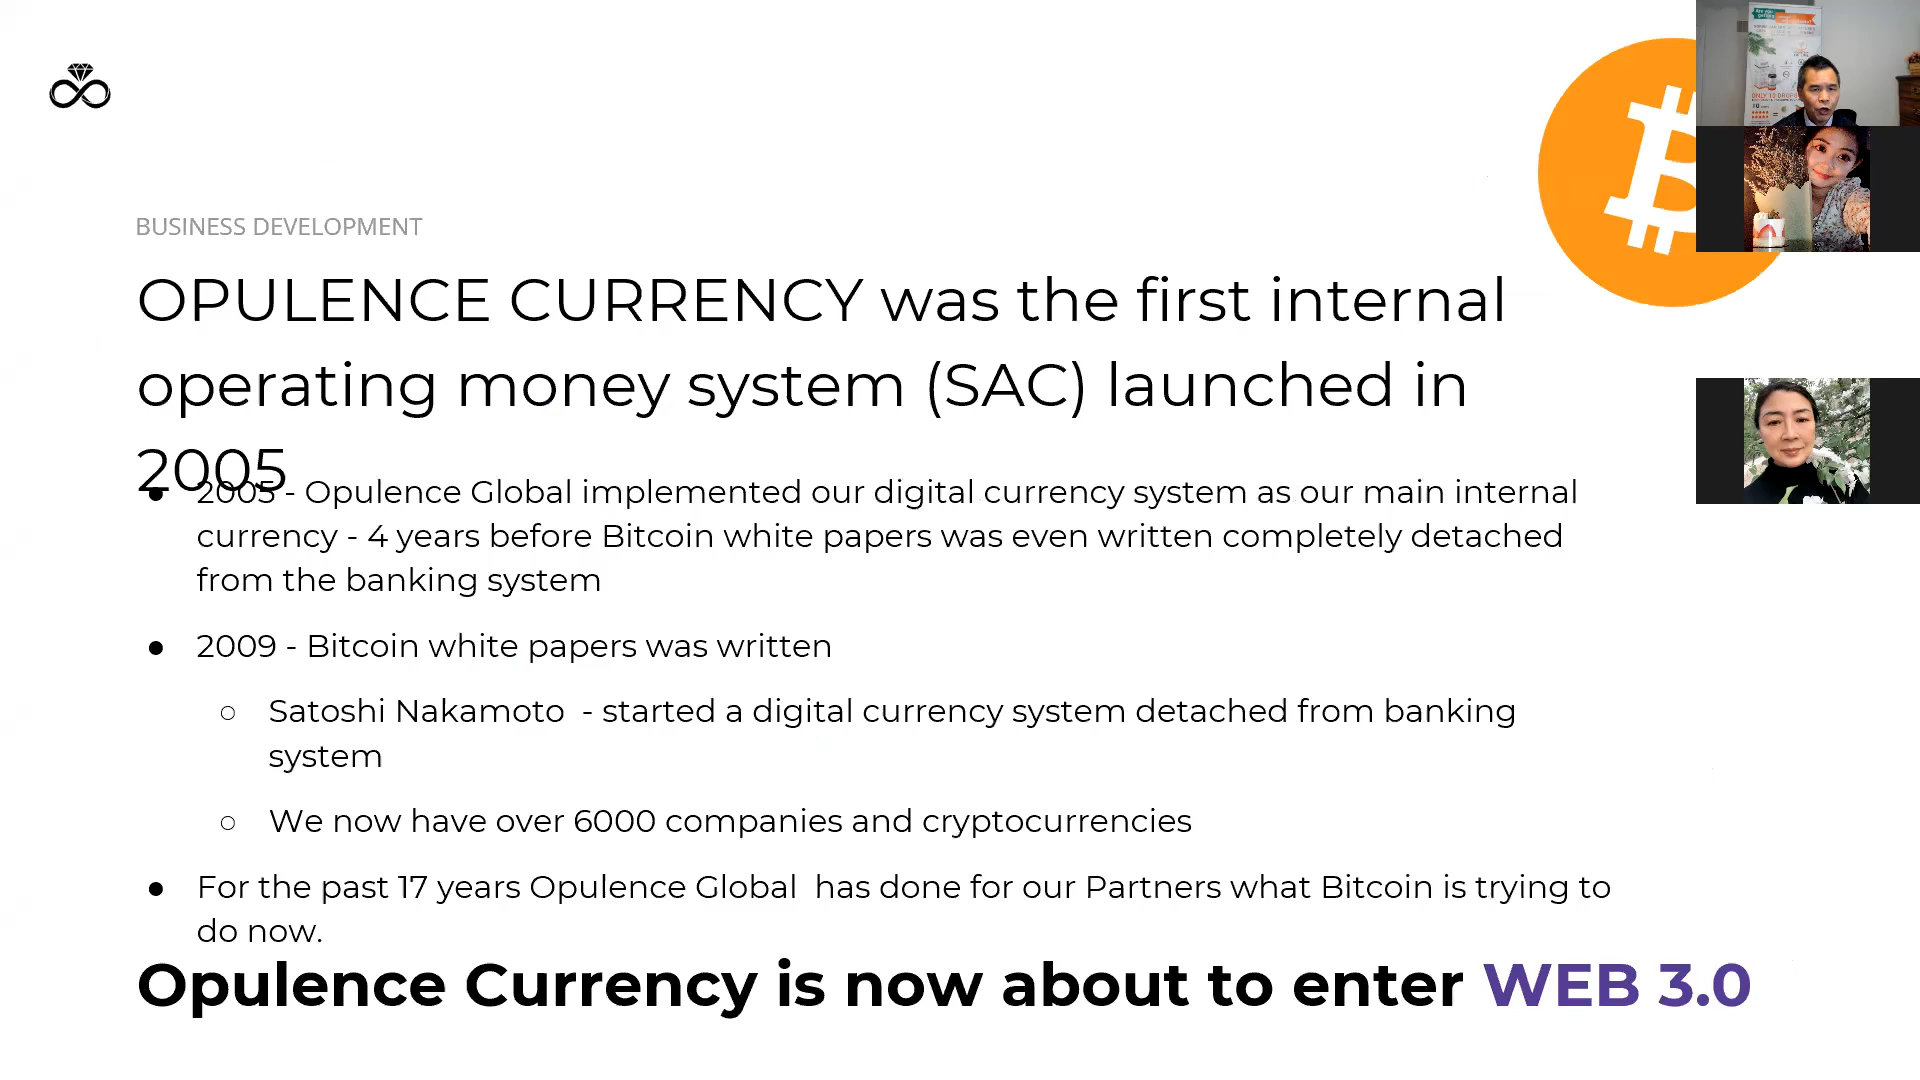 BUSINESS DEVELOPMENT
OPULENCE CURRENCY was the first internal
operating money system (SAC) launched in
2005
● 2005 - Opulence Global implemented our digital currency system as our main internal
currency - 4 years before Bitcoin white papers was even written completely detached
from the banking system
● 2009 - Bitcoin white papers was written
○ Satoshi Nakamoto - started a digital currency system detached from banking
system
○ We now have over 6000 companies and cryptocurrencies
● For the past 17 years Opulence Global has done for our Partners what Bitcoin is trying to
do now.
Opulence Currency is now about to enter WEB 3.0
Are you
ONLY 10 DROPS